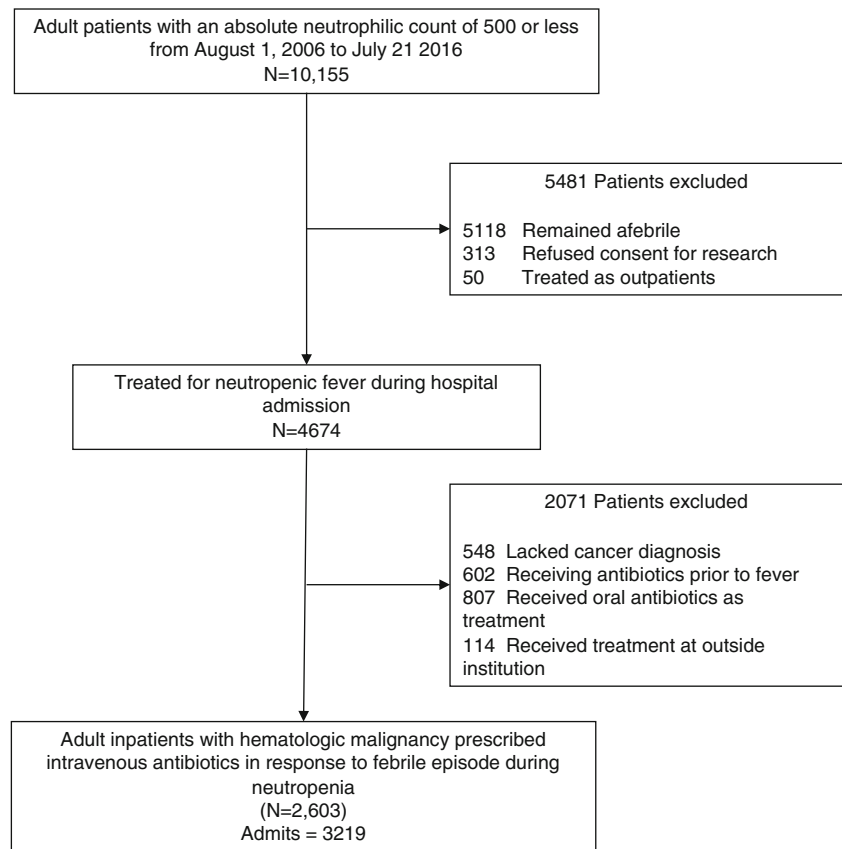 Adult patients with an absolute neutrophilic count of 500 or less
from August 1, 2006 to July 21 2016
N=10,155
5481 Patients excluded
5118 Remained afebrile
313 Refused consent for research
50 Treated as outpatients
Treated for neutropenic fever during hospital
admission
N=4674
2071 Patients excluded
548 Lacked cancer diagnosis
602 Receiving antibiotics prior to fever
807 Received oral antibiotics as
treatment
114 Received treatment at outside
institution
Adult inpatients with hematologic malignancy prescribed
intravenous antibiotics in response to febrile episode during
neutropenia
(N=2,603)
Admits = 3219